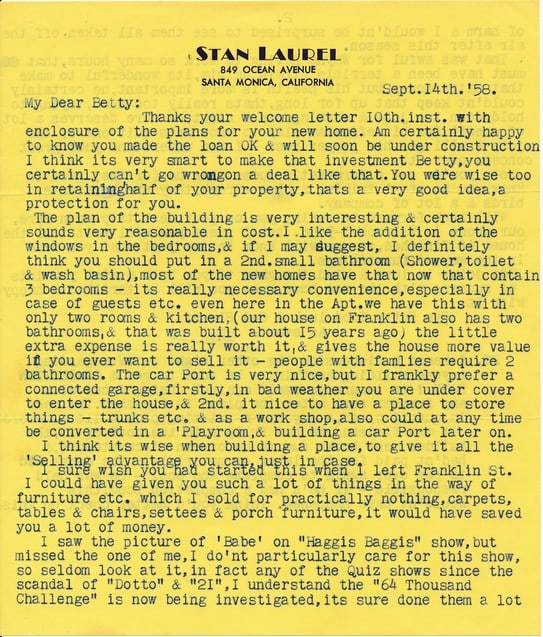 STAN LAUREL
849 OCEAN AVENUE
SANTA MONICA, CALIFORNIA
Sept.I4th.'58.
My Dear Betty:
Thanks your welcome letter IOth.inst. with
enclosure of the plans for your new home. Am certainly happy
to know you made the loan OK & will soon be under construction
I think its very smart to make that investment Betty,you
certainly can't go wrongon a deal like that.You were wise too
in retaininghalf of your property,thats a very good idea,a
protection for you.
The plan of the building is very interesting & certainly
sounds very reasonable in cost.I like the addition of the
windows in the bedrooms,& if I may suggest, I definitely
think you should put in a 2nd.small bathroom (Shower,toilet
& wash basin),most of the new homes have that now that contain
3 bedrooms - its really necessary convenience,especially in
case of guests etc. even here in the Apt.we have this with
only two rooms & kitchen,(our house on Franklin also has two
bathrooms,& that was built about I5 years ago) the little
extra expense is really worth it,& gives the house more value
if you ever want to sell it - people with famlies require 2
bathrooms. The car Port is very nice,but I frankly prefer a
connected garage,firstly,in bad weather you are under cover
to enter the house,& 2nd. it nice to have a place to store
things - trunks etc. & as a work shop,also could at any time
be converted in a 'Playroom,& building a car Port later on.
I think its wise when building a place,to give it all the
'Selling' advantage you can,just in case.
I sure wish you had started this when I left Franklin St.
I could have given you such a lot of things in the way of
furniture etc. which I sold for practically nothing,carpets,
tables & chairs,settees & porch furniture,it would have saved
you a lot of money.
I saw the picture of 'Babe' on "Haggis Baggis" show,but
missed the one of me,I do'nt particularly care for this show,
so seldom look at it,in fact any of the Quiz shows since the
scandal of "Dotto" & "2I",I understand the "64 Thousand
Challenge" is now being investigated,its sure done them a lot